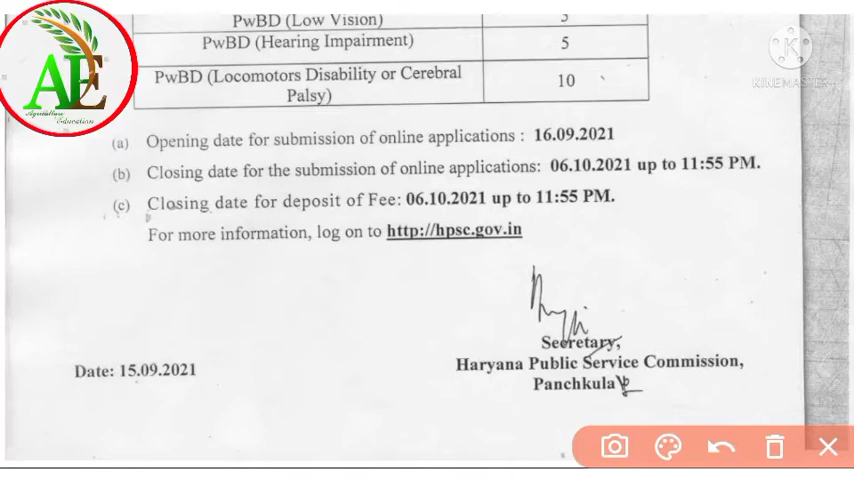 PwBD (Low Vision)
PwBD (Hearing Impairment) 5
PwBD (Locomotors Disability or Cerebral Palsy) 10
AE
Agriculture
Education
KINEMASTER
(a) Opening date for submission of online applications : 16.09.2021
(b) Closing date for the submission of online applications: 06.10.2021 up to 11:55 PM.
(c) Closing date for deposit of Fee: 06.10.2021 up to 11:55 PM.
For more information, log on to http://hpsc.gov.in
Secretary,
Haryana Public Service Commission,
Panchkula
Date: 15.09.2021